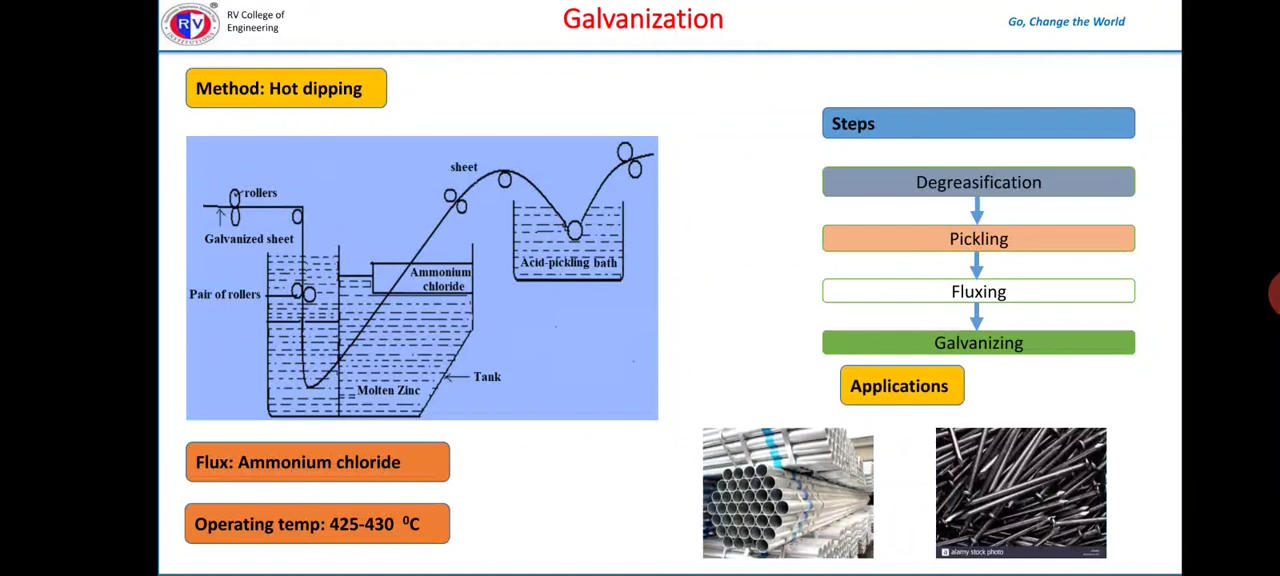 RV College of
Engineering
Galvanization
Go, Change the World
RV
Method: Hot dipping
sheet
rollers
Galvanized sheet
Pair of rollers
Ammonium
chloride
Acid-pickling bath
Tank
Molten Zinc
Flux: Ammonium chloride
Operating temp: 425-430 ⁰C
Steps
Degreasification
Pickling
Fluxing
Galvanizing
Applications
a alamy stock photo